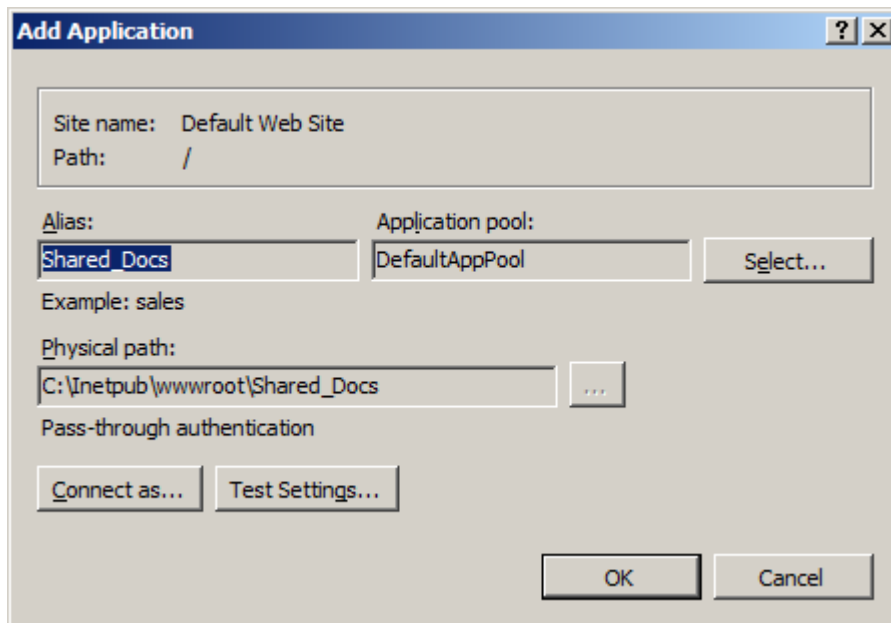 Add Application
Site name: Default Web Site
Path: /
Alias: Application pool:
Shared_Docs DefaultAppPool Select...
Example: sales
Physical path:
C:\Inetpub\wwwroot\Shared_Docs ...
Pass-through authentication
Connect as... Test Settings...
OK Cancel